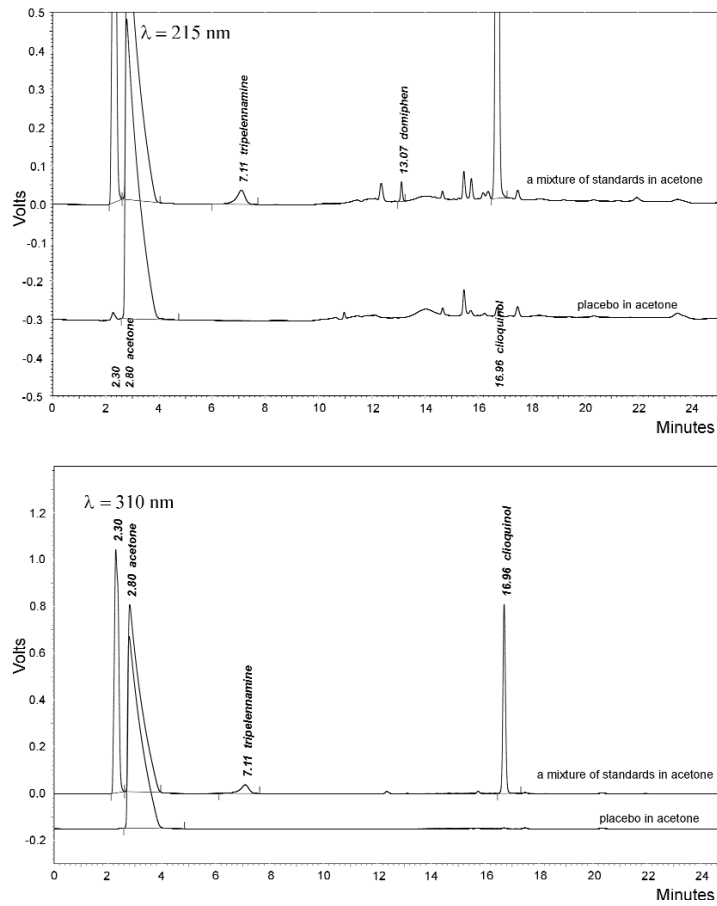 λ = 215 nm
0.5
0.4
0.3
0.2
0.1
0.0
-0.1
-0.2
-0.3
-0.4
-0.5
Volts
7.11 tripelennamine
13.07 domiphen
a mixture of standards in acetone
placebo in acetone
2.30
2.80 acetone
16.96 clioquinol
0 2 4 6 8 10 12 14 16 18 20 22 24
Minutes
λ = 310 nm
1.2
1.0
0.8
0.6
0.4
0.2
0.0
-0.2
Volts
2.30
2.80 acetone
7.11 tripelennamine
16.96 clioquinol
a mixture of standards in acetone
placebo in acetone
0 2 4 6 8 10 12 14 16 18 20 22 24
Minutes